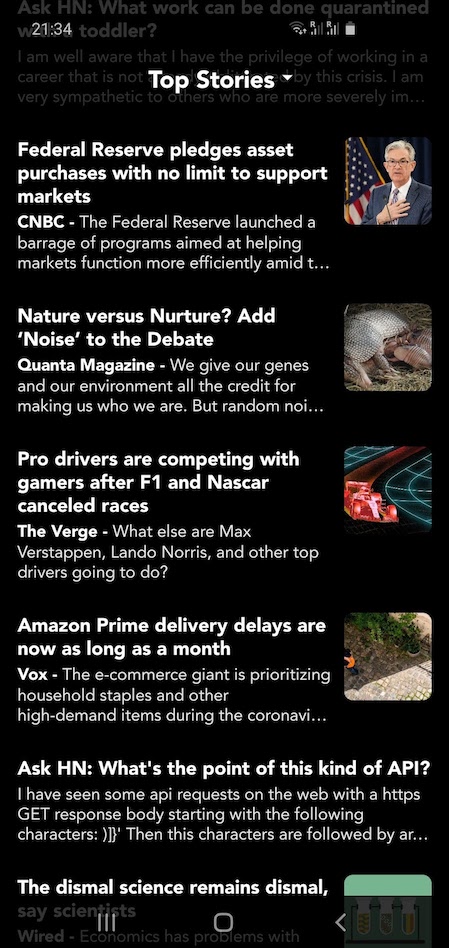 Ask HN: What work can be done quarantined
21:34
toddler?
I am well aware that I have the privilege of working in a
career that is not by this crisis. I am
Top Stories
very sympathetic to others who are more severely im...
Federal Reserve pledges asset
purchases with no limit to support
markets
CNBC - The Federal Reserve launched a
barrage of programs aimed at helping
markets function more efficiently amid t...
Nature versus Nurture? Add
‘Noise’ to the Debate
Quanta Magazine - We give our genes
and our environment all the credit for
making us who we are. But random noi...
Pro drivers are competing with
gamers after F1 and Nascar
canceled races
The Verge - What else are Max
Verstappen, Lando Norris, and other top
drivers going to do?
Amazon Prime delivery delays are
now as long as a month
Vox - The e-commerce giant is prioritizing
household staples and other
high-demand items during the coronavi...
Ask HN: What's the point of this kind of API?
I have seen some api requests on the web with a https
GET response body starting with the following
characters: )]}' Then this characters are followed by ar...
The dismal science remains dismal,
say scientists
Wired - Economics has problems with